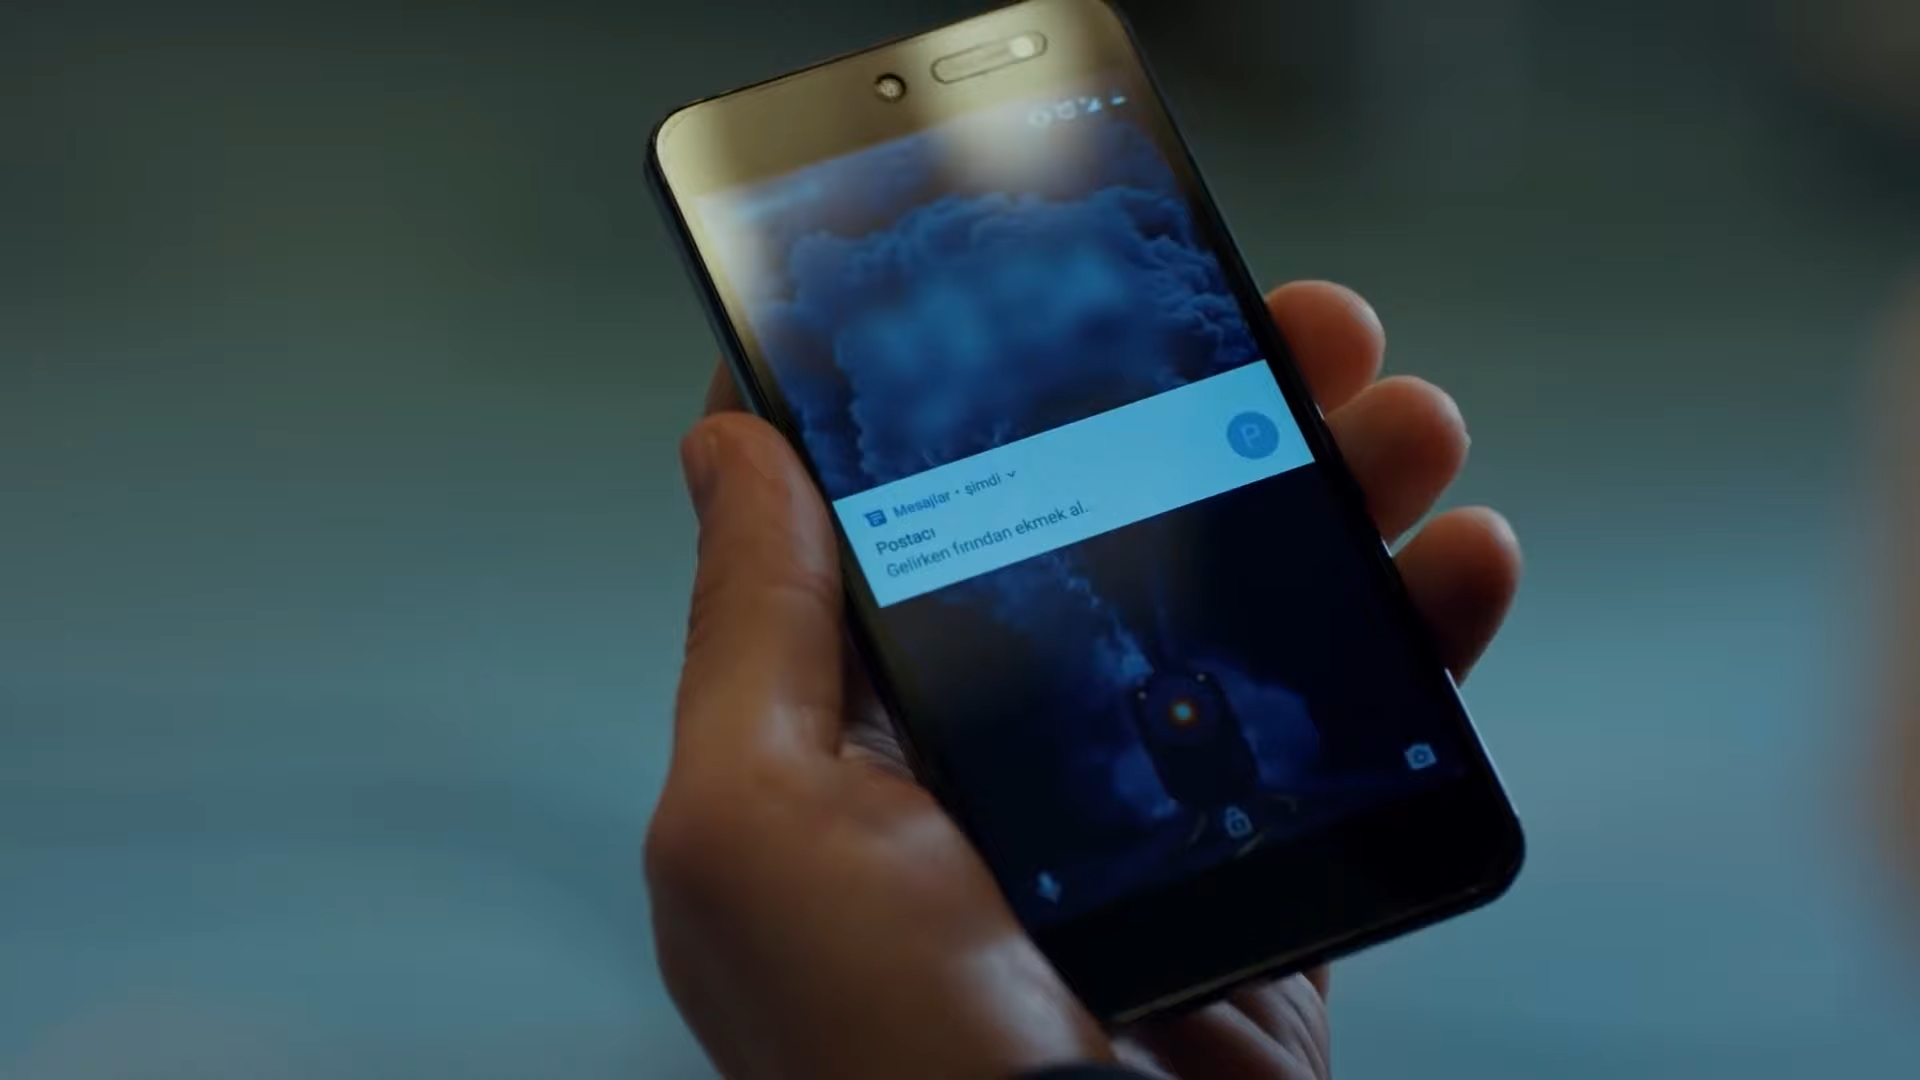 Mesajlar • şimdi
P
Postacı
Gelirken fırından ekmek al.